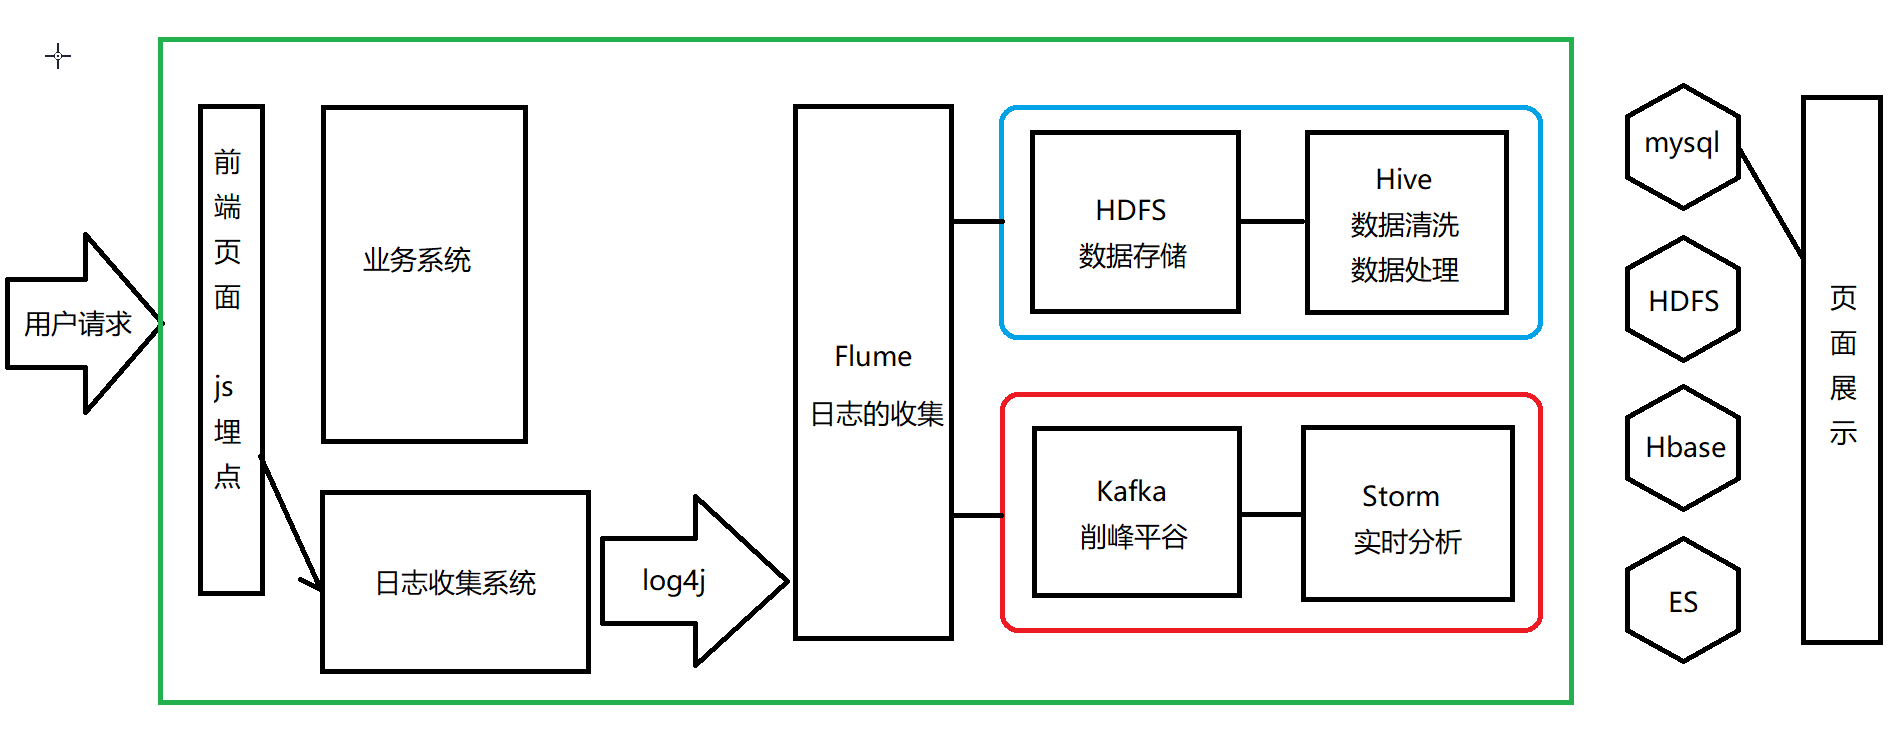 用户请求
前
端
页
面
js
埋
点
业务系统
日志收集系统
log4j
Flume
日志的收集
HDFS
数据存储
Hive
数据清洗
数据处理
Kafka
削峰平谷
Storm
实时分析
mysql
HDFS
Hbase
ES
页
面
展
示